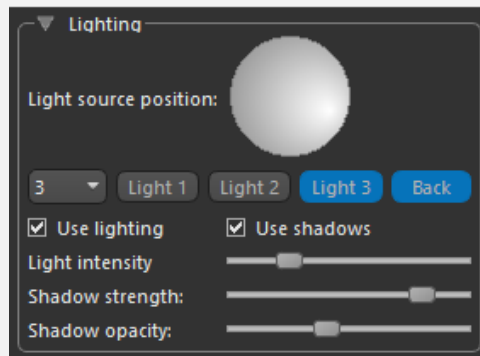 Lighting
Light source position:
3 Light 1 Light 2 Light 3 Back
Use lighting Use shadows
Light intensity
Shadow strength:
Shadow opacity: